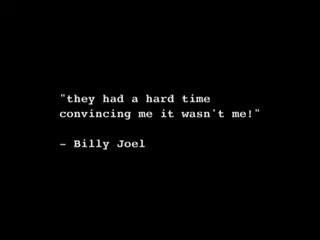 "they had a hard time
convincing me it wasn't me!"
- Billy Joel